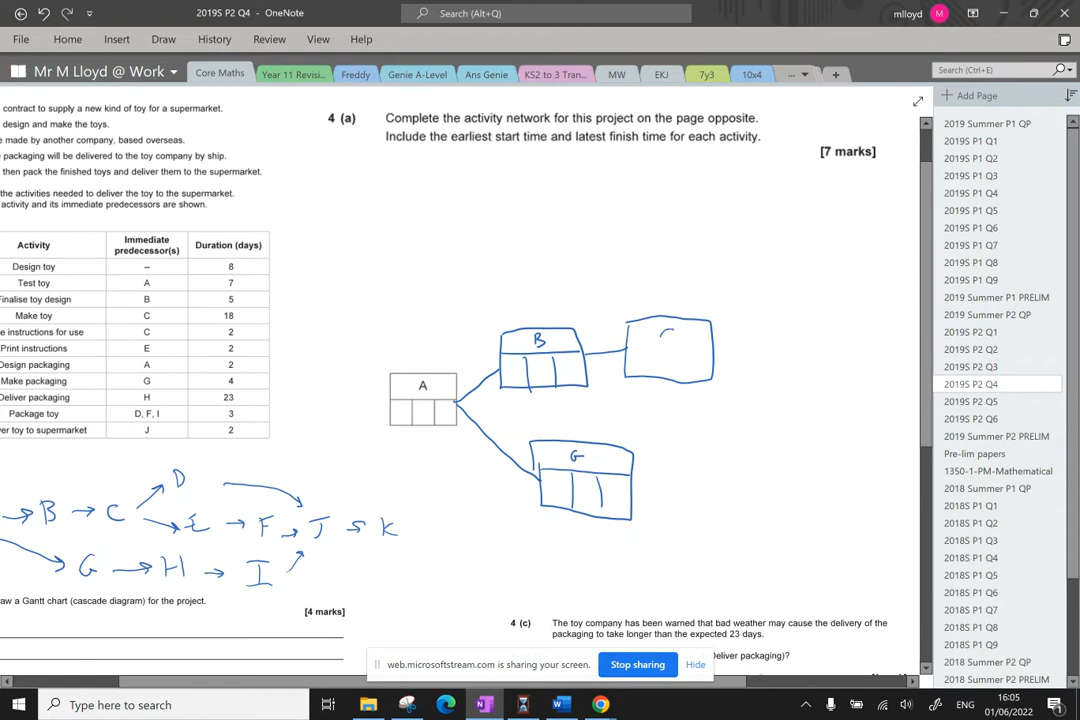 2019S P2 Q4 - OneNote
Search (Alt+Q)
mlloyd
M
File Home Insert Draw History Review View Help
Mr M Lloyd @ Work
Core Maths
Year 11 Revisi...
Freddy
Genie A-Level
Ans Genie
KS2 to 3 Tran...
MW
EKJ
7y3
10x4
...
Search (Ctrl+E)
contract to supply a new kind of toy for a supermarket.
design and make the toys.
e made by another company, based overseas.
packaging will be delivered to the toy company by ship.
then pack the finished toys and deliver them to the supermarket.
the activities needed to deliver the toy to the supermarket.
activity and its immediate predecessors are shown.
Activity Immediate predecessor(s) Duration (days)
Design toy – 8
Test toy A 7
inalise toy design B 5
Make toy C 18
e instructions for use C 2
Print instructions E 2
Design packaging A 2
Make packaging G 4
Deliver packaging H 23
Package toy D, F, I 3
er toy to supermarket J 2
D
B C
E F J K
G H I
raw a Gantt chart (cascade diagram) for the project.
[4 marks]
4 (a) Complete the activity network for this project on the page opposite.
Include the earliest start time and latest finish time for each activity.
[7 marks]
A
B
G
4 (c) The toy company has been warned that bad weather may cause the delivery of the
packaging to take longer than the expected 23 days.
Deliver packaging)?
web.microsoftstream.com is sharing your screen.
Stop sharing
Hide
Add Page
2019 Summer P1 QP
2019S P1 Q1
2019S P1 Q2
2019S P1 Q3
2019S P1 Q4
2019S P1 Q5
2019S P1 Q6
2019S P1 Q7
2019S P1 Q8
2019S P1 Q9
2019 Summer P1 PRELIM
2019 Summer P2 QP
2019S P2 Q1
2019S P2 Q2
2019S P2 Q3
2019S P2 Q4
2019S P2 Q5
2019S P2 Q6
2019 Summer P2 PRELIM
Pre-lim papers
1350-1-PM-Mathematical
2018 Summer P1 QP
2018S P1 Q1
2018S P1 Q2
2018S P1 Q3
2018S P1 Q4
2018S P1 Q5
2018S P1 Q6
2018S P1 Q7
2018S P1 Q8
2018S P1 Q9
2018 Summer P2 QP
2018 Summer P1 PRELIM
Type here to search
ENG
16:05
01/06/2022